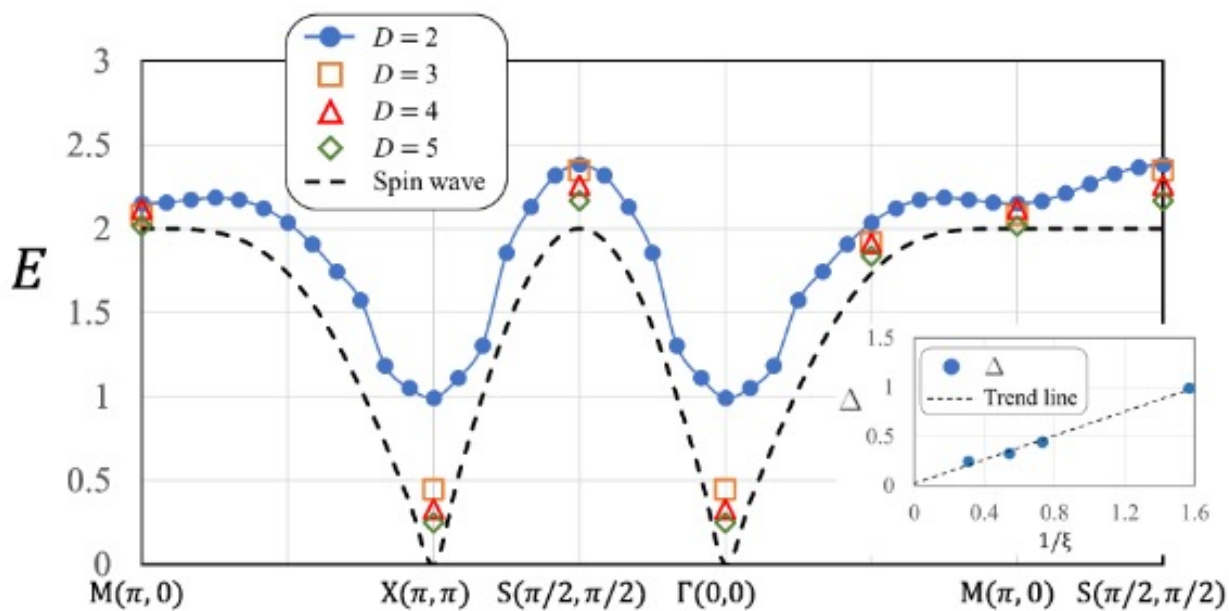 D = 2
D = 3
D = 4
D = 5
Spin wave
3
2.5
2
1.5
1
0.5
0
E
M(π, 0)
X(π, π)
S(π/2, π/2)
Γ(0,0)
M(π, 0)
S(π/2, π/2)
Δ
Trend line
1.5
1
0.5
0
Δ
0
0.4
0.8
1.2
1.6
1/ξ